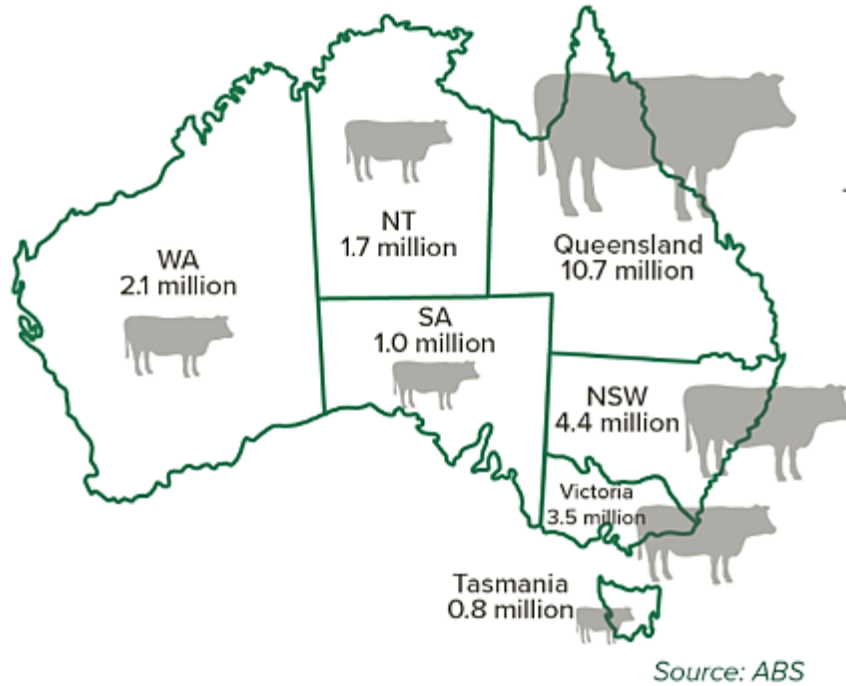 NT
1.7 million
WA
2.1 million
Queensland
10.7 million
SA
1.0 million
NSW
4.4 million
Victoria
3.5 million
Tasmania
0.8 million
Source: ABS